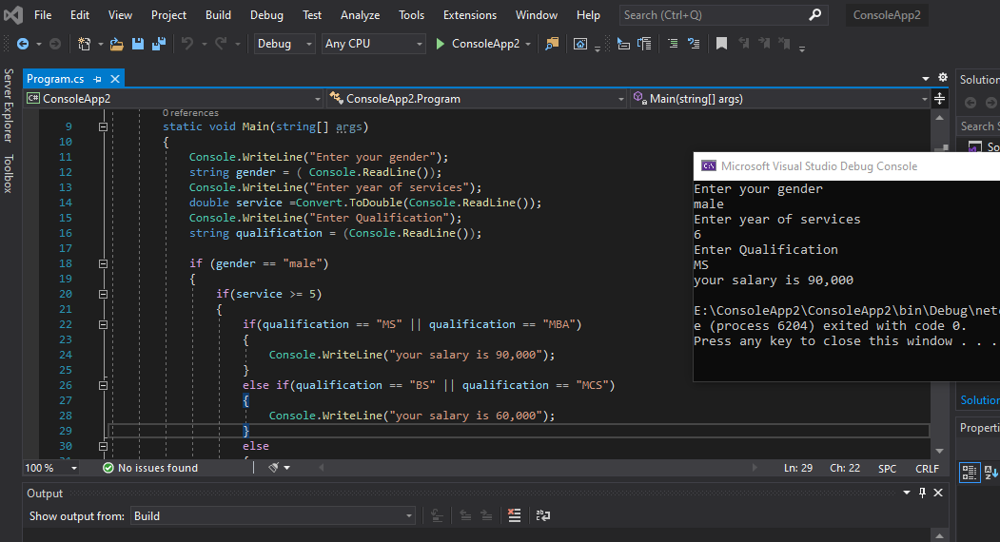 File Edit View Project Build Debug Test Analyze Tools Extensions Window Help Search (Ctrl+Q) ConsoleApp2
Debug Any CPU ConsoleApp2
Server Explorer
Toolbox
Program.cs
C# ConsoleApp2 ConsoleApp2.Program Main(string[] args)
0 references
9 static void Main(string[] args)
10 {
11 Console.WriteLine("Enter your gender");
12 string gender = ( Console.ReadLine());
13 Console.WriteLine("Enter year of services");
14 double service =Convert.ToDouble(Console.ReadLine());
15 Console.WriteLine("Enter Qualification");
16 string qualification = (Console.ReadLine());
17
18 if (gender == "male")
19 {
20 if(service >= 5)
21 {
22 if(qualification == "MS" || qualification == "MBA")
23 {
24 Console.WriteLine("your salary is 90,000");
25 }
26 else if(qualification == "BS" || qualification == "MCS")
27 {
28 Console.WriteLine("your salary is 60,000");
29 }
30 else
{
100 % No issues found Ln: 29 Ch: 22 SPC CRLF
Output
Show output from: Build
Microsoft Visual Studio Debug Console
Enter your gender
male
Enter year of services
6
Enter Qualification
MS
your salary is 90,000
E:\ConsoleApp2\ConsoleApp2\bin\Debug\net
e (process 6204) exited with code 0.
Press any key to close this window . . .
Solution
Search S
So
Solution
Properti